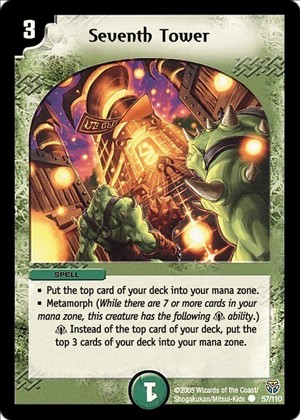 3
Seventh Tower
SPELL
▪ Put the top card of your deck into your mana zone.
▪ Metamorph (While there are 7 or more cards in your
mana zone, this creature has the following ability.)
Instead of the top card of your deck, put the
top 3 cards of your deck into your mana zone.
1
©2005 Wizards of the Coast/
Shogakukan/Mitsui-Kids
57/110